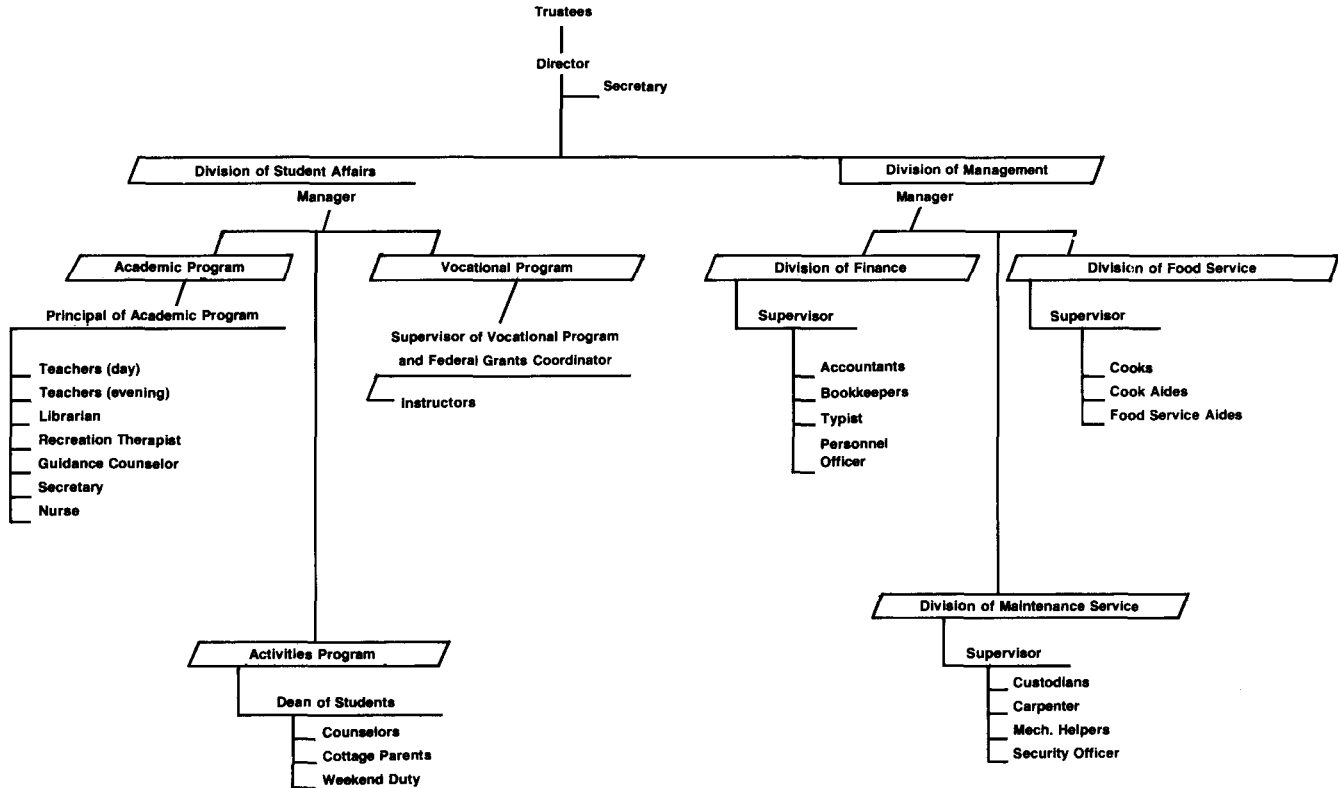 Trustees
Director
Secretary
Division of Student Affairs
Manager
Academic Program
Principal of Academic Program
Teachers (day)
Teachers (evening)
Librarian
Recreation Therapist
Guidance Counselor
Secretary
Nurse
Vocational Program
Supervisor of Vocational Program
and Federal Grants Coordinator
Instructors
Activities Program
Dean of Students
Counselors
Cottage Parents
Weekend Duty
Division of Management
Manager
Division of Finance
Supervisor
Accountants
Bookkeepers
Typist
Personnel
Officer
Division of Food Service
Supervisor
Cooks
Cook Aides
Food Service Aides
Division of Maintenance Service
Supervisor
Custodians
Carpenter
Mech. Helpers
Security Officer